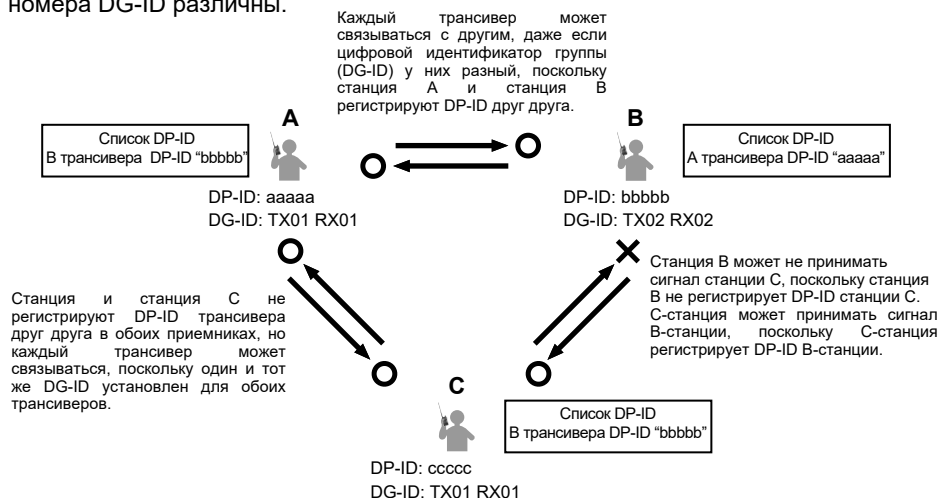 номера DG-ID различны.
Каждый трансивер может
связываться с другим, даже если
цифровой идентификатор группы
(DG-ID) у них разный, поскольку
станция А и станция В
регистрируют DP-ID друг друга.
A
B
Список DP-ID
В трансивера DP-ID “bbbbb”
Список DP-ID
А трансивера DP-ID “aaaaa”
DP-ID: aaaaa
DG-ID: TX01 RX01
DP-ID: bbbbb
DG-ID: TX02 RX02
Станция В может не принимать
сигнал станции С, поскольку станция
В не регистрирует DP-ID станции С.
С-станция может принимать сигнал
В-станции, поскольку С-станция
регистрирует DP-ID В-станции.
Станция и станция С не
регистрируют DP-ID трансивера
друг друга в обоих приемниках, но
каждый трансивер может
связываться, поскольку один и тот
же DG-ID установлен для обоих
трансиверов.
C
Список DP-ID
В трансивера DP-ID “bbbbb”
DP-ID: ccccc
DG-ID: TX01 RX01